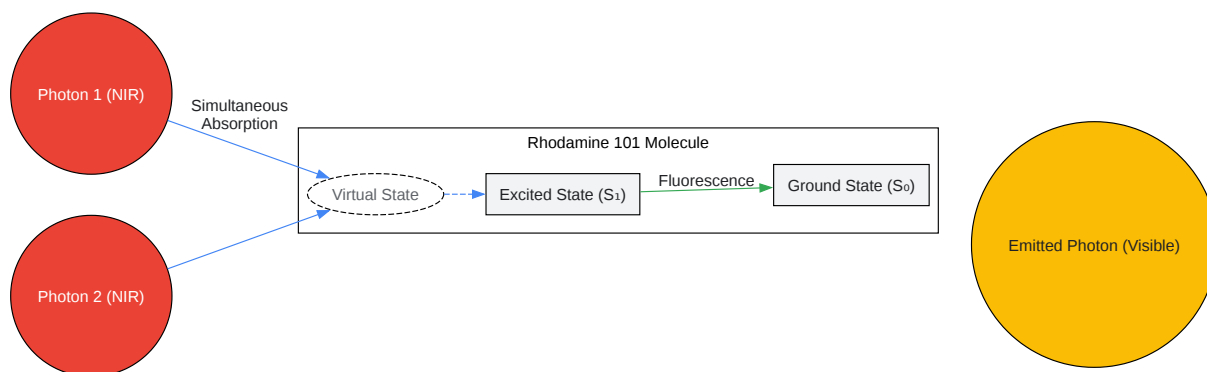 Photon 1 (NIR)
Simultaneous
Absorption
Rhodamine 101 Molecule
Virtual State
Excited State (S₁)
Fluorescence
Ground State (S₀)
Photon 2 (NIR)
Emitted Photon (Visible)